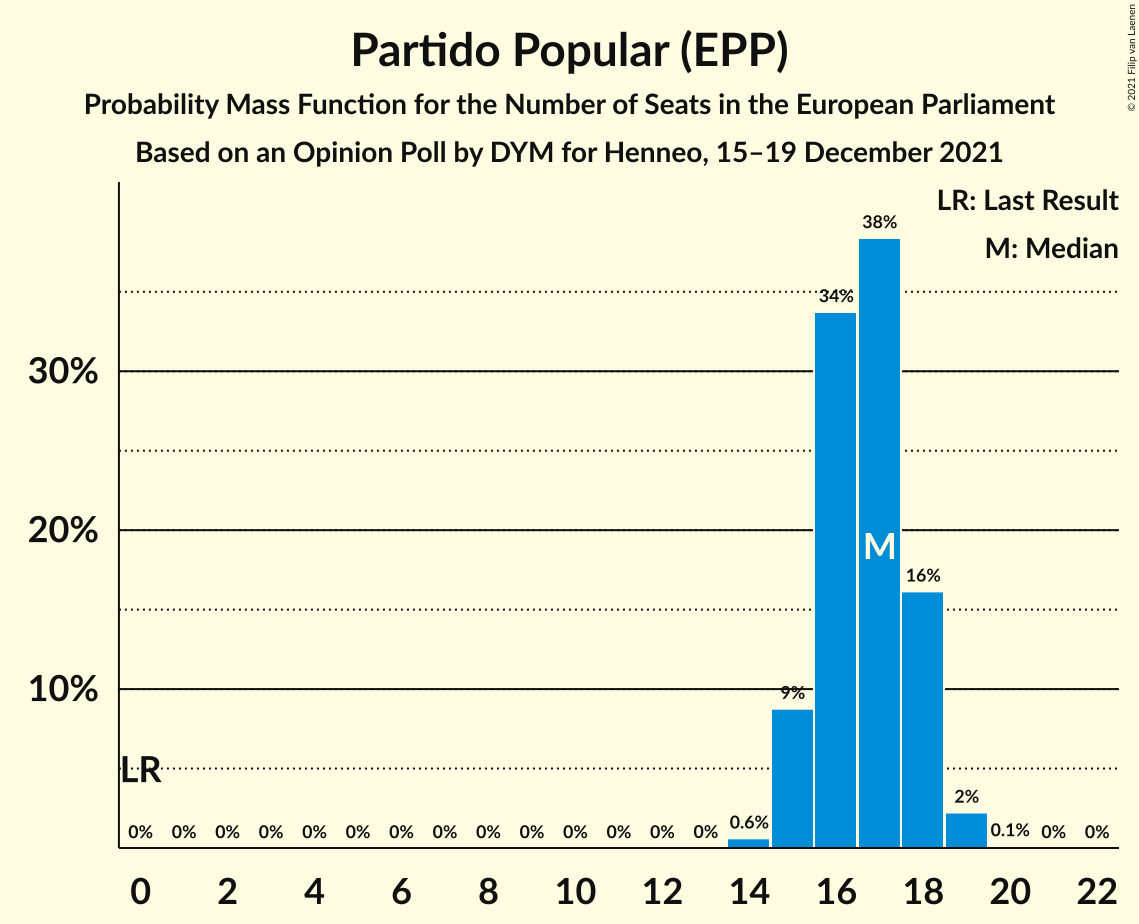 Partido Popular (EPP)
Probability Mass Function for the Number of Seats in the European Parliament
Based on an Opinion Poll by DYM for Henneo, 15–19 December 2021
© 2021 Filip van Laenen
LR: Last Result
M: Median
38%
34%
30%
20%
M
16%
10%
9%
LR
2%
0% 0% 0% 0% 0% 0% 0% 0% 0% 0% 0% 0% 0% 0% 0.6% 0.1% 0% 0%
0 2 4 6 8 10 12 14 16 18 20 22